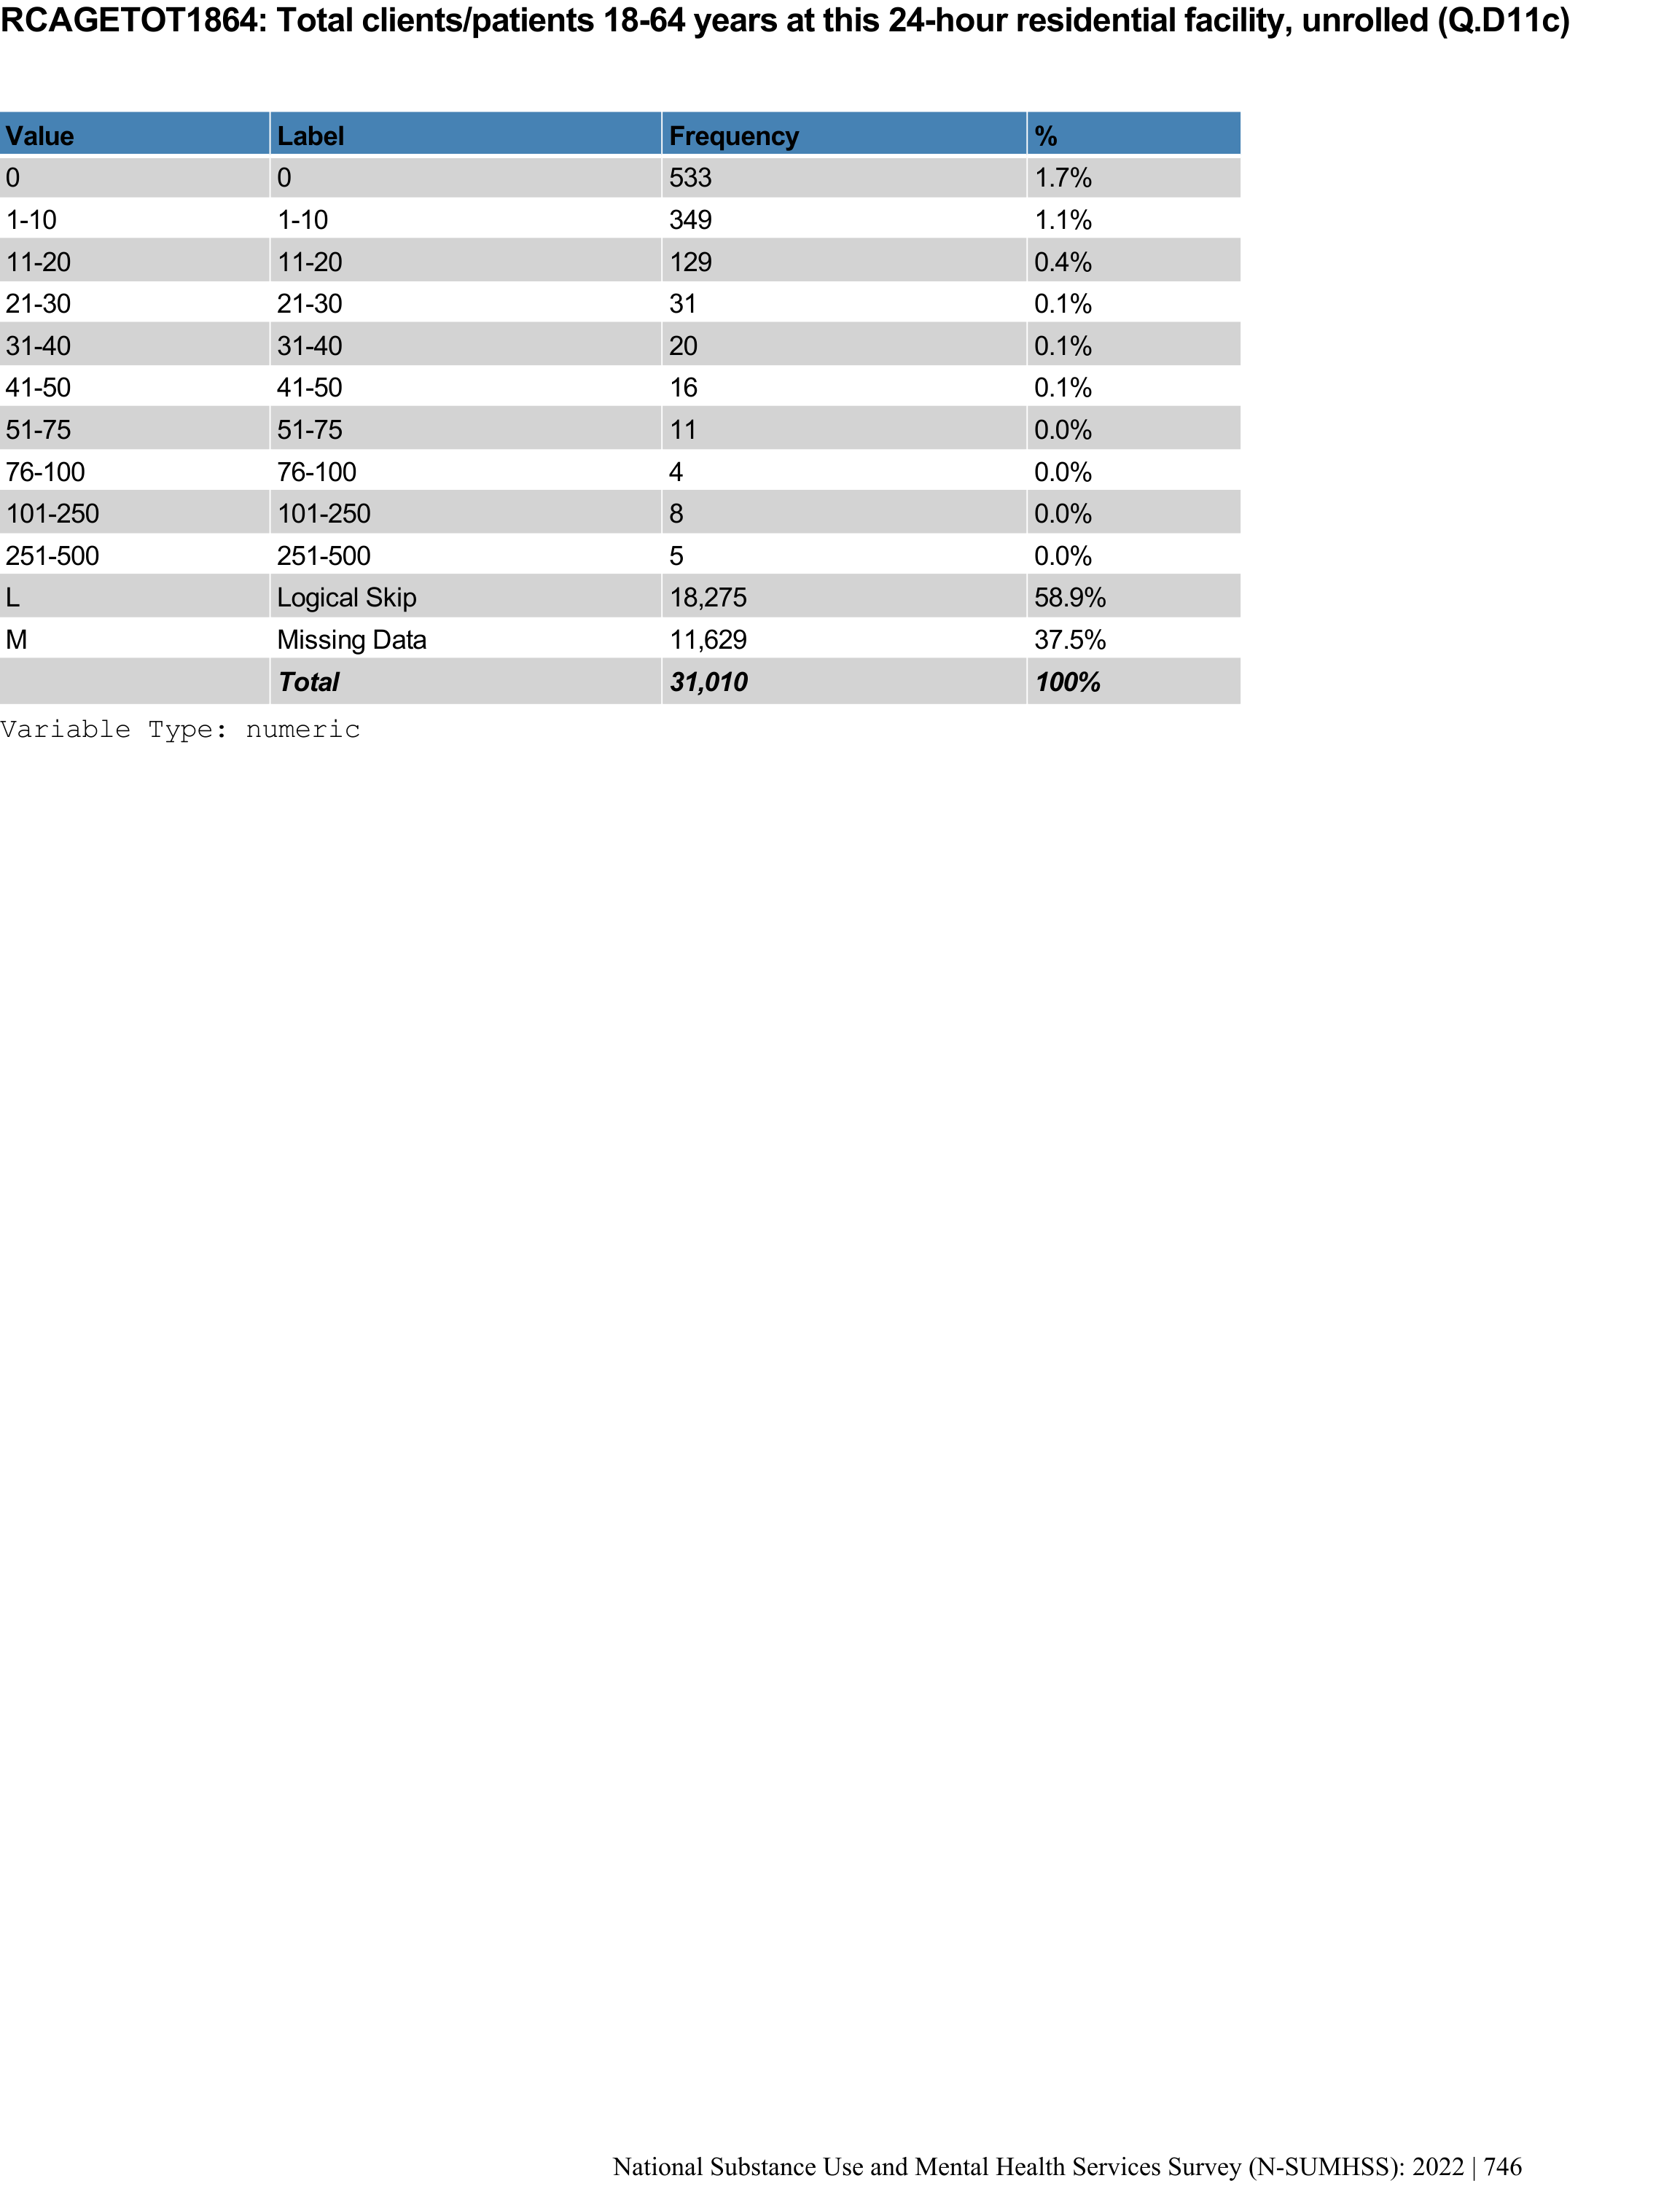 RCAGETOT1864: Total clients/patients 18-64 years at this 24-hour residential facility, unrolled (Q.D11c)
Value Label Frequency %
0 0 533 1.7%
1-10 1-10 349 1.1%
11-20 11-20 129 0.4%
21-30 21-30 31 0.1%
31-40 31-40 20 0.1%
41-50 41-50 16 0.1%
51-75 51-75 11 0.0%
76-100 76-100 4 0.0%
101-250 101-250 8 0.0%
251-500 251-500 5 0.0%
L Logical Skip 18,275 58.9%
M Missing Data 11,629 37.5%
Total 31,010 100%
Variable Type: numeric
National Substance Use and Mental Health Services Survey (N-SUMHSS): 2022 | 746